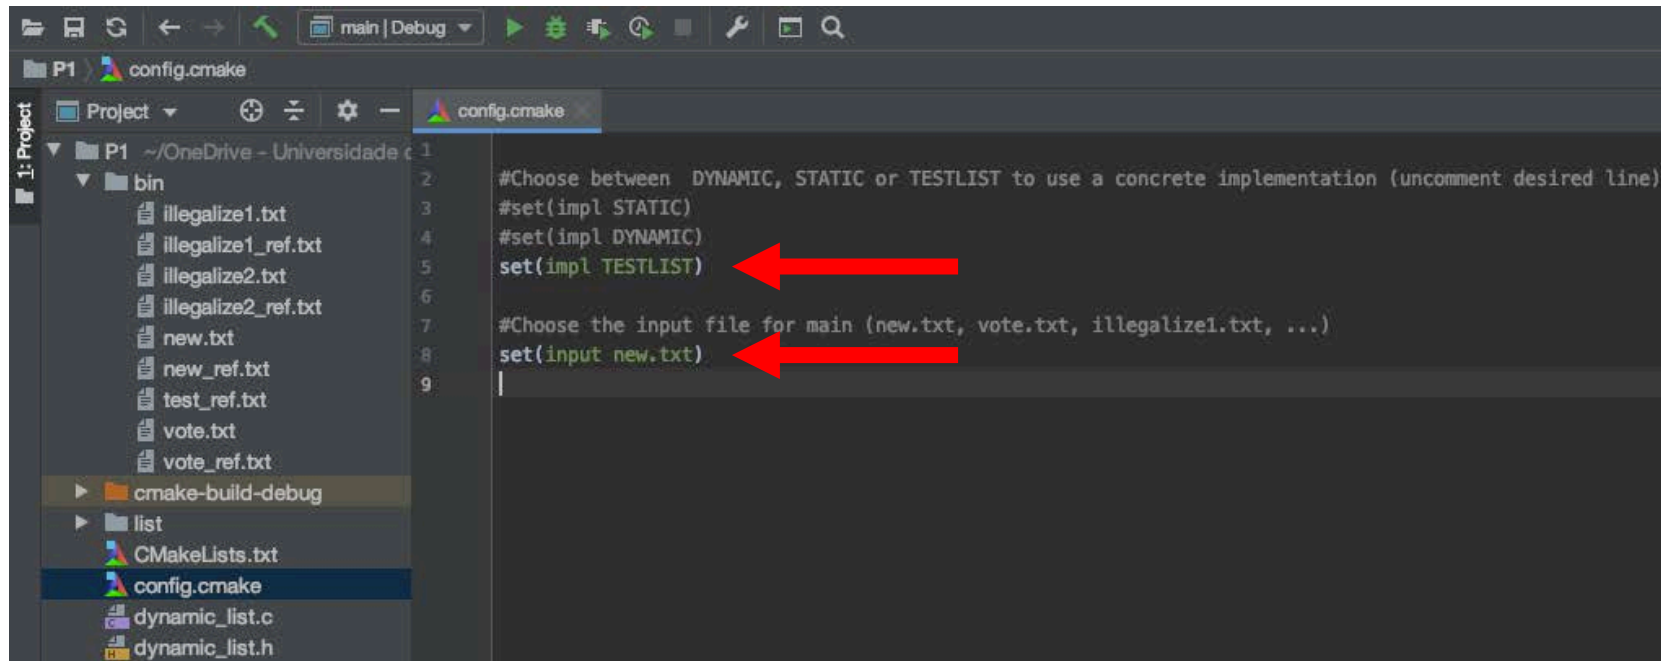 main | Debug
P1 config.cmake
1: Project
Project
config.cmake
P1 ~/OneDrive - Universidade
bin
illegalize1.txt
illegalize1_ref.txt
illegalize2.txt
illegalize2_ref.txt
new.txt
new_ref.txt
test_ref.txt
vote.txt
vote_ref.txt
cmake-build-debug
list
CMakeLists.txt
config.cmake
dynamic_list.c
dynamic_list.h
1
2 #Choose between  DYNAMIC, STATIC or TESTLIST to use a concrete implementation (uncomment desired line)
3 #set(impl STATIC)
4 #set(impl DYNAMIC)
5 set(impl TESTLIST)
6
7 #Choose the input file for main (new.txt, vote.txt, illegalize1.txt, ...)
8 set(input new.txt)
9